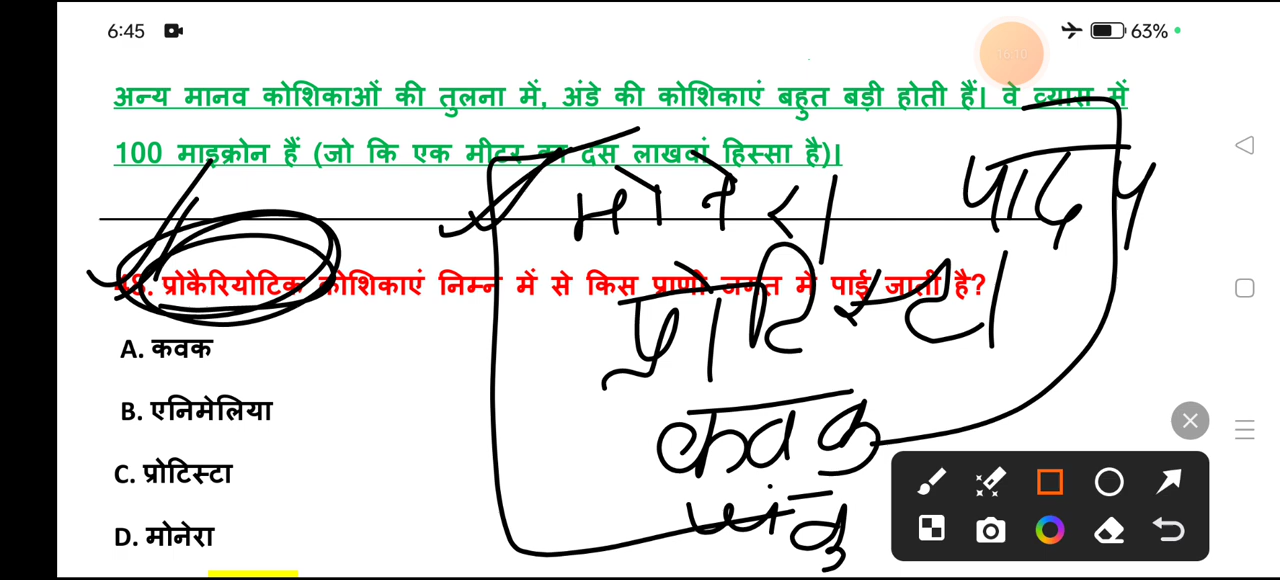 6:45
63%
अन्य मानव कोशिकाओं की तुलना में, अंडे की कोशिकाएं बहुत बड़ी होती हैं। वे व्यास में
100 माइक्रोन हैं (जो कि एक मीटर का दस लाखवां हिस्सा है)।
मोनेरा
पादप
48. प्रोकैरियोटिक कोशिकाएं निम्न में से किस प्राणी जगत में पाई जाती है?
प्रोटिस्टा
A. कवक
B. एनिमेलिया
कवक
C. प्रोटिस्टा
जंतु
D. मोनेरा